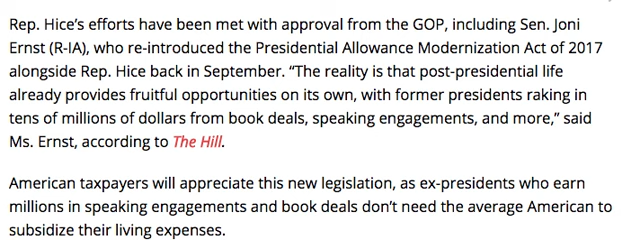 Rep. Hice’s efforts have been met with approval from the GOP, including Sen. Joni
Ernst (R-IA), who re-introduced the Presidential Allowance Modernization Act of 2017
alongside Rep. Hice back in September. “The reality is that post-presidential life
already provides fruitful opportunities on its own, with former presidents raking in
tens of millions of dollars from book deals, speaking engagements, and more,” said
Ms. Ernst, according to The Hill.
American taxpayers will appreciate this new legislation, as ex-presidents who earn
millions in speaking engagements and book deals don’t need the average American to
subsidize their living expenses.